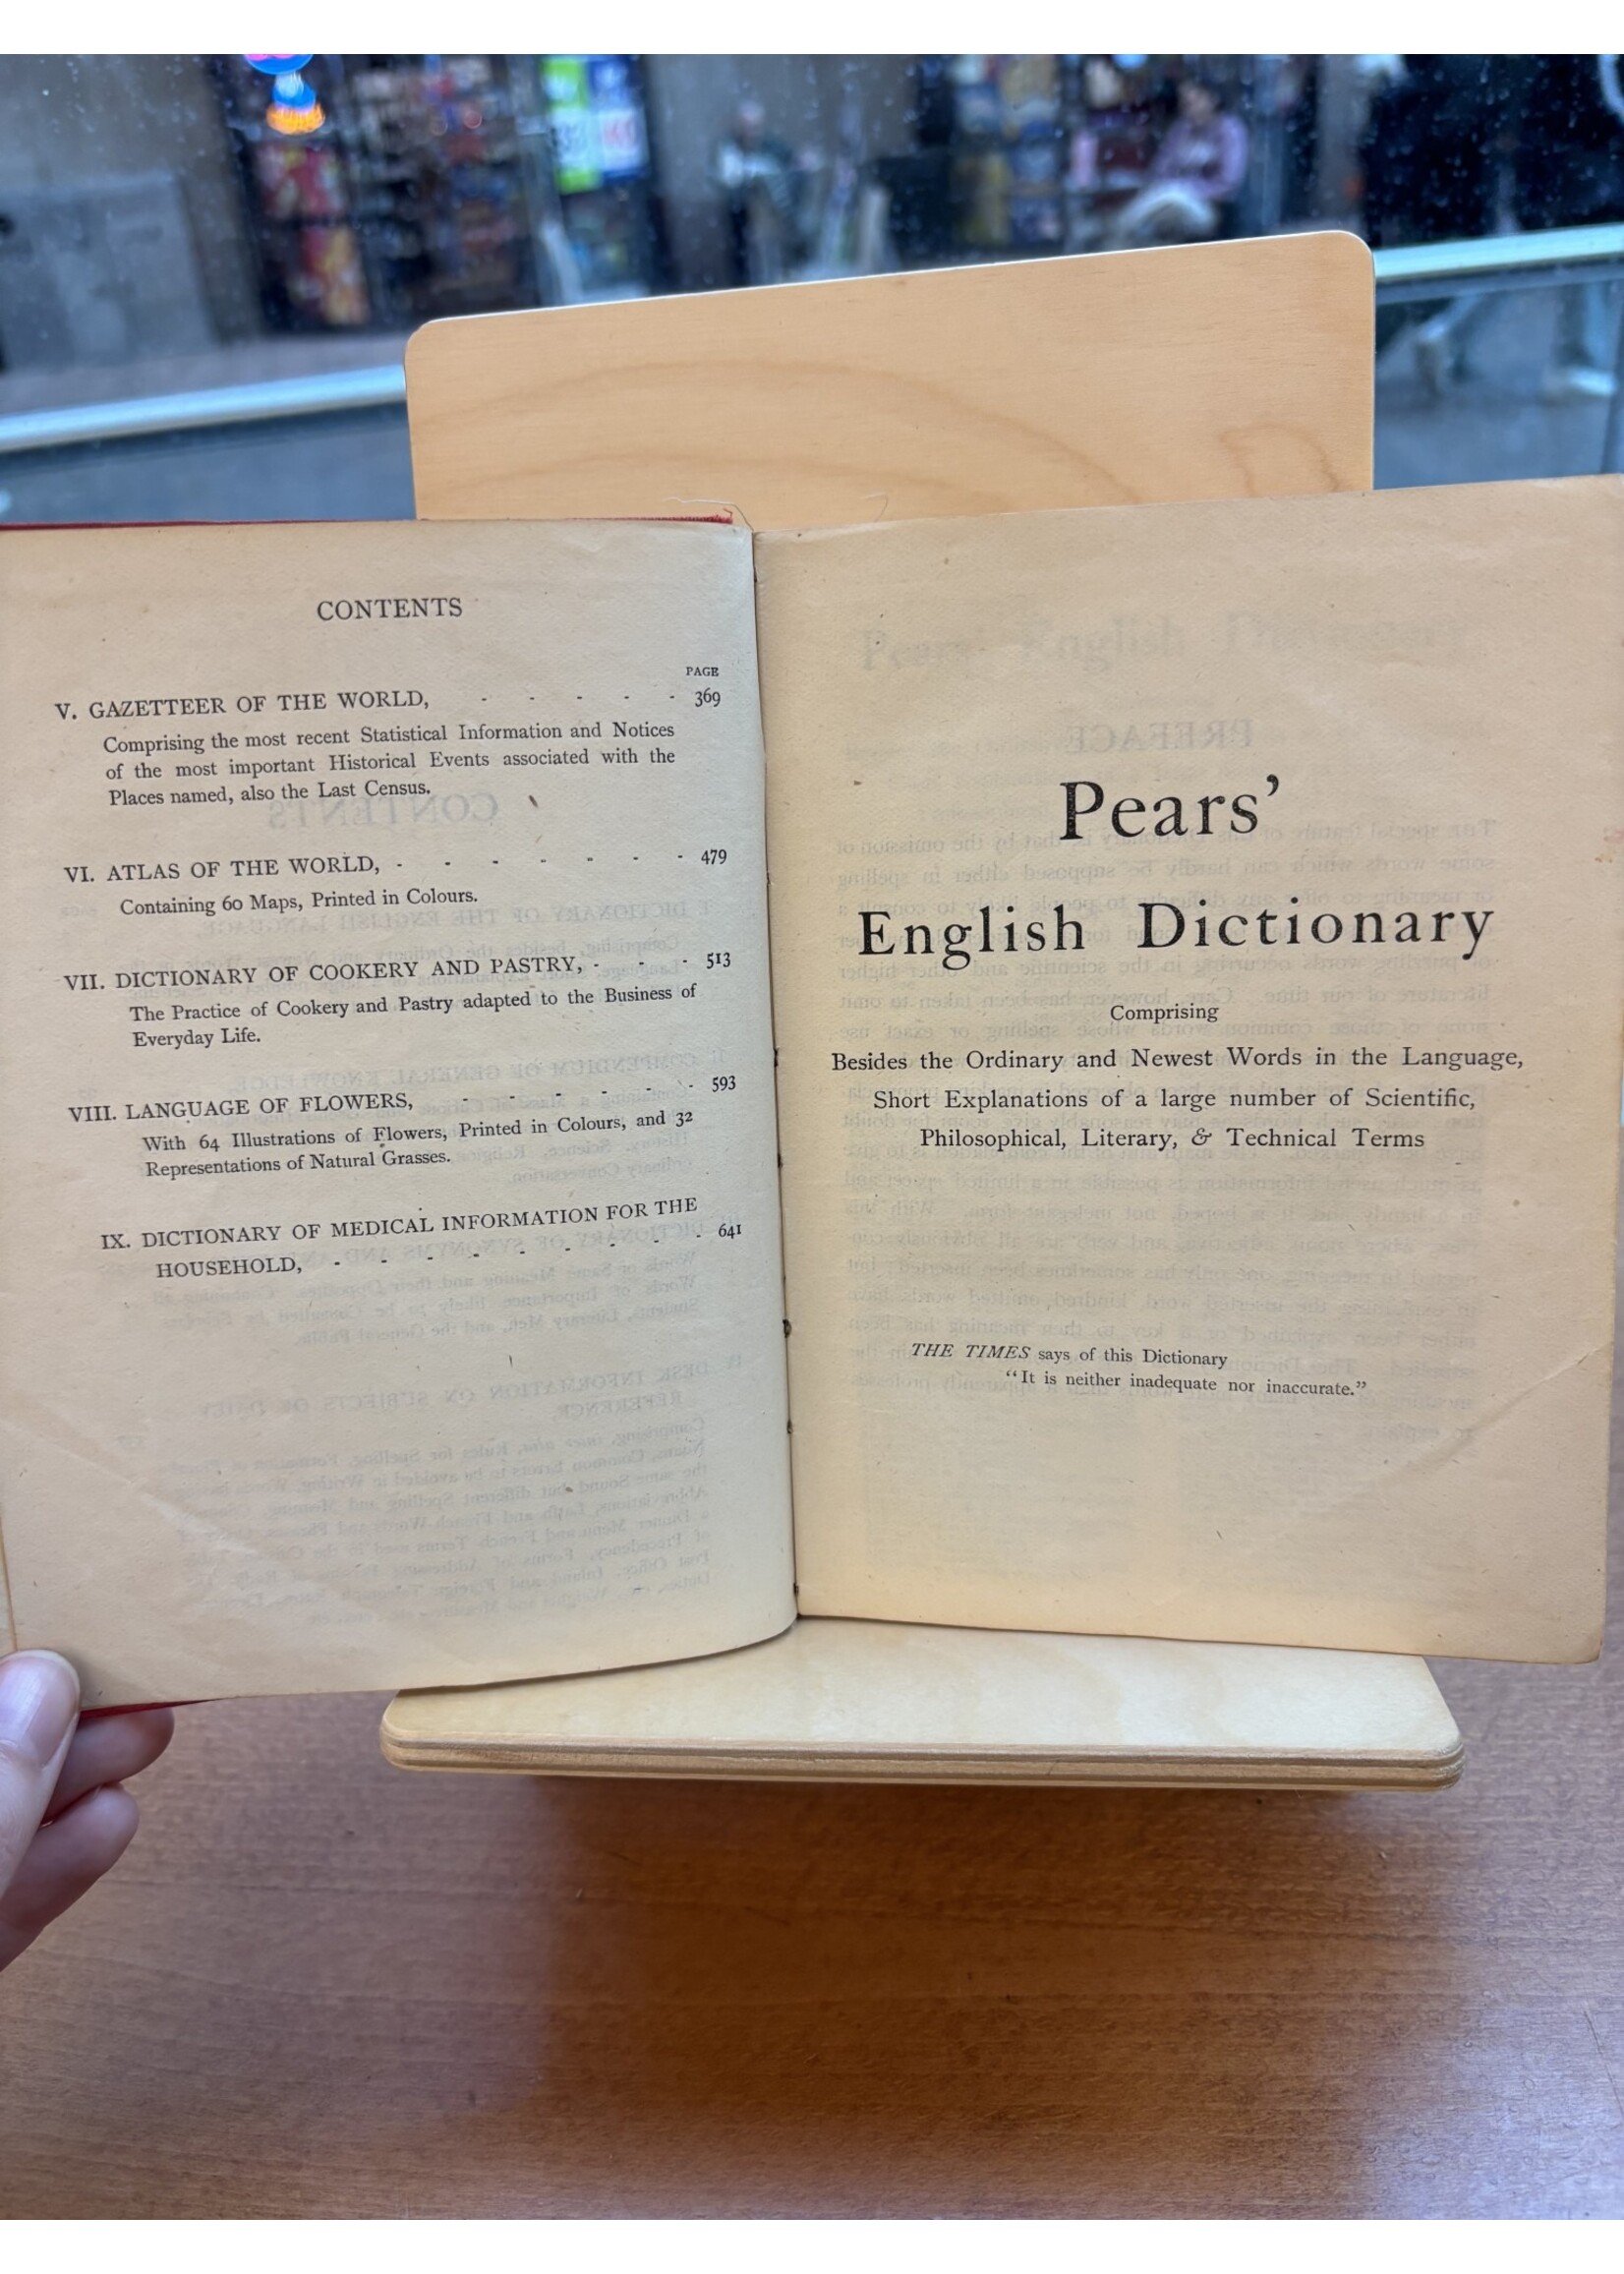 CONTENTS
PAGE
V. GAZETTEER OF THE WORLD, - - - - - 369
Comprising the most recent Statistical Information and Notices
of the most important Historical Events associated with the
Places named, also the Last Census.
VI. ATLAS OF THE WORLD, - - - - - - - 479
Containing 60 Maps, Printed in Colours.
VII. DICTIONARY OF COOKERY AND PASTRY, - - - 513
The Practice of Cookery and Pastry adapted to the Business of
Everyday Life.
VIII. LANGUAGE OF FLOWERS, - - - - - - 593
With 64 Illustrations of Flowers, Printed in Colours, and 32
Representations of Natural Grasses.
IX. DICTIONARY OF MEDICAL INFORMATION FOR THE
HOUSEHOLD, - - - - - - - - - 641
Pears'
English Dictionary
Comprising
Besides the Ordinary and Newest Words in the Language,
Short Explanations of a large number of Scientific,
Philosophical, Literary, & Technical Terms
THE TIMES says of this Dictionary
"It is neither inadequate nor inaccurate."